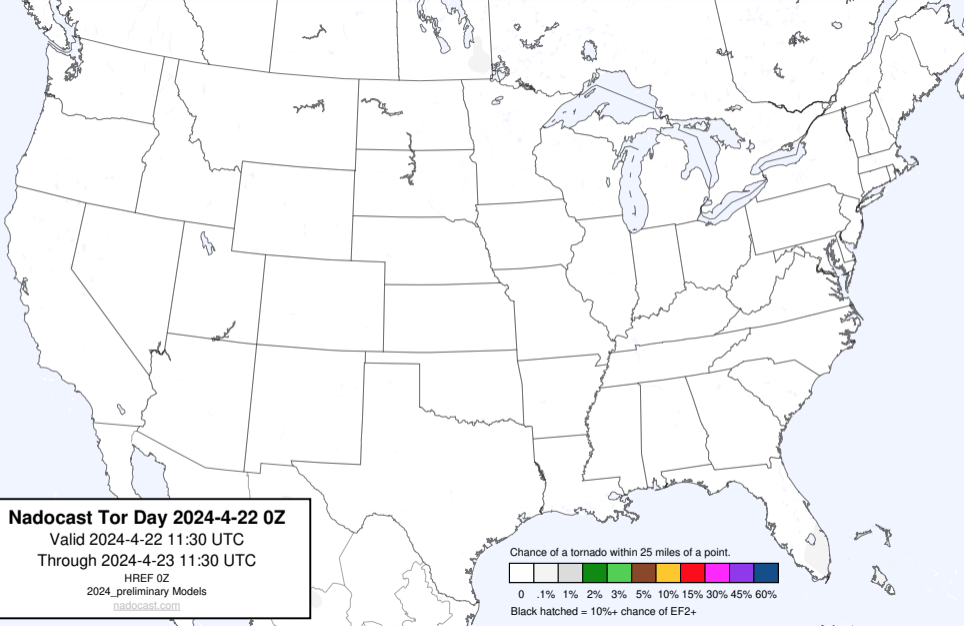 Nadocast Tor Day 2024-4-22 0Z
Valid 2024-4-22 11:30 UTC
Through 2024-4-23 11:30 UTC
HREF 0Z
2024_preliminary Models
nadocast.com
Chance of a tornado within 25 miles of a point.
0 .1% 1% 2% 3% 5% 10% 15% 30% 45% 60%
Black hatched = 10%+ chance of EF2+